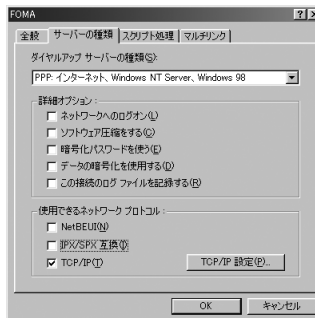 FOMA
全般 サーバーの種類 スクリプト処理 マルチリンク
ダイヤルアップ サーバーの種類(S):
PPP: インターネット、Windows NT Server、Windows 98
詳細オプション:
ネットワークへのログオン(L)
ソフトウェア圧縮をする(C)
暗号化パスワードを使う(E)
データの暗号化を使用する(D)
この接続のログ ファイルを記録する(R)
使用できるネットワーク プロトコル:
NetBEUI(N)
IPX/SPX 互換(I)
TCP/IP(T)
TCP/IP 設定(P)...
OK キャンセル